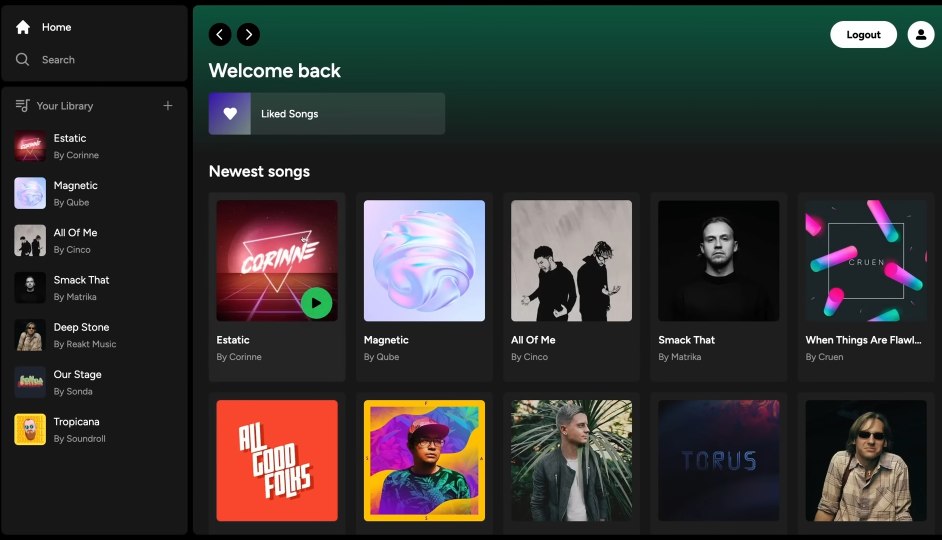 Home
Search
Your Library
Estatic
By Corinne
Magnetic
By Qube
All Of Me
By Cinco
Smack That
By Matrika
Deep Stone
By Reakt Music
Our Stage
By Sonda
Tropicana
By Soundroll
Logout
Welcome back
Liked Songs
Newest songs
CORINNE
CRUEN
Estatic
By Corinne
Magnetic
By Qube
All Of Me
By Cinco
Smack That
By Matrika
When Things Are Flawl...
By Cruen
ALL
GOOD
FOLKS
TORUS